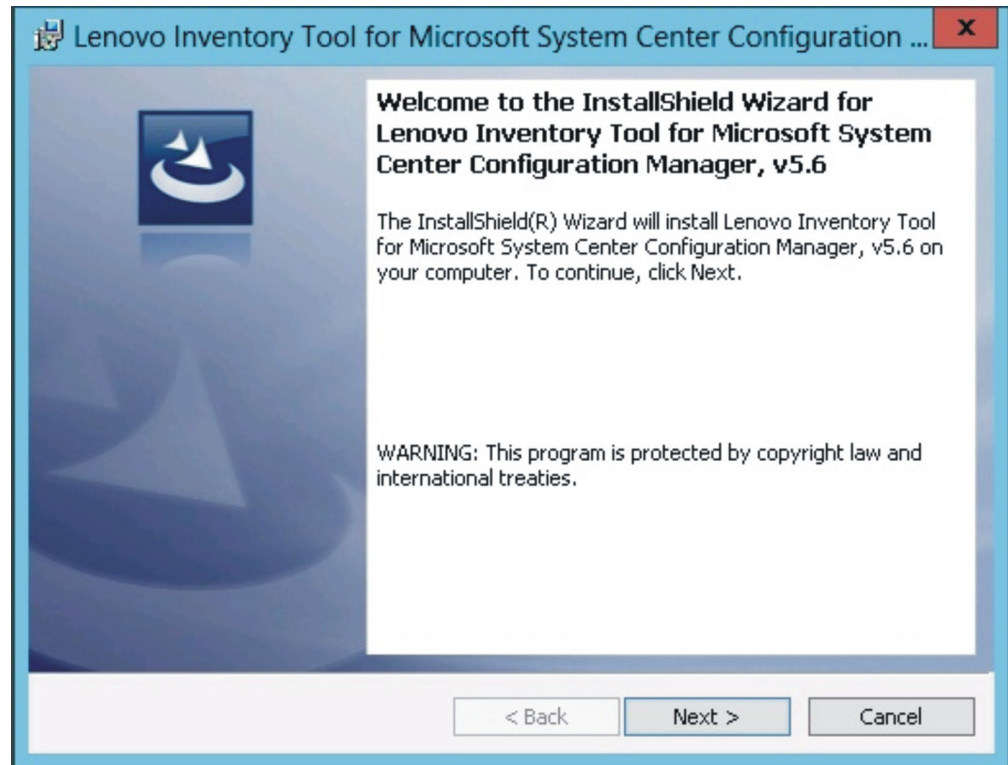 Lenovo Inventory Tool for Microsoft System Center Configuration ...
Welcome to the InstallShield Wizard for
Lenovo Inventory Tool for Microsoft System
Center Configuration Manager, v5.6
The InstallShield(R) Wizard will install Lenovo Inventory Tool
for Microsoft System Center Configuration Manager, v5.6 on
your computer. To continue, click Next.
WARNING: This program is protected by copyright law and
international treaties.
< Back Next > Cancel